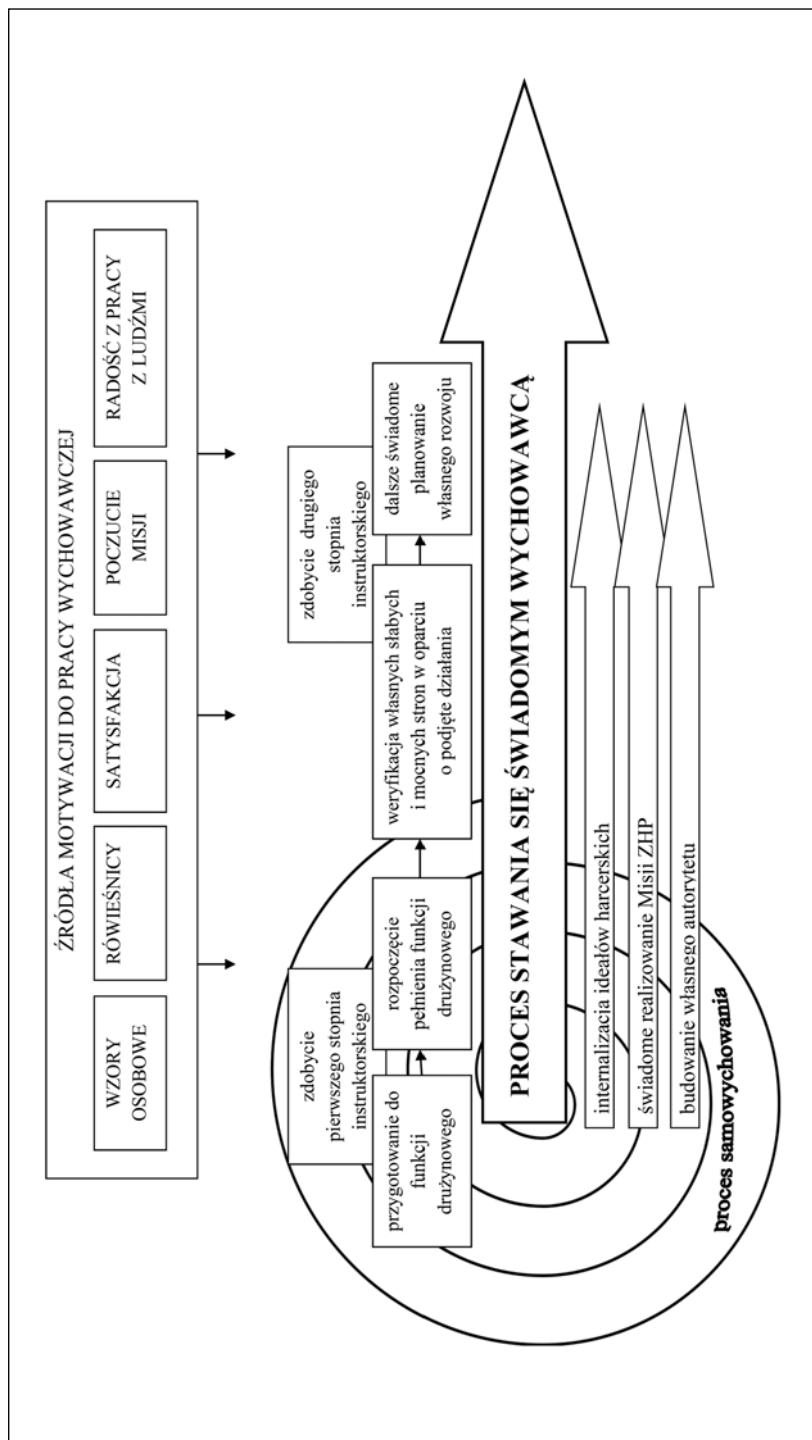 ŹRÓDŁA MOTYWACJI DO PRACY WYCHOWAWCZEJ
WZORY
OSOBOWE
RÓWIEŚNICY
SATYSFAKCJA
POCZUCIE
MISJI
RADOŚĆ Z PRACY
Z LUDŹMI
zdobycie
pierwszego stopnia
instruktorskiego
zdobycie drugiego
stopnia
instruktorskiego
przygotowanie do
funkcji
drużynowego
rozpoczęcie
pełnienia funkcji
drużynowego
weryfikacja własnych słabych
i mocnych stron w oparciu
o podjęte działania
dalsze świadome
planowanie
własnego rozwoju
PROCES STAWANIA SIĘ ŚWIADOMYM WYCHOWAWCĄ
internalizacja ideałów harcerskich
świadome realizowanie Misji ZHP
budowanie własnego autorytetu
proces samowychowania